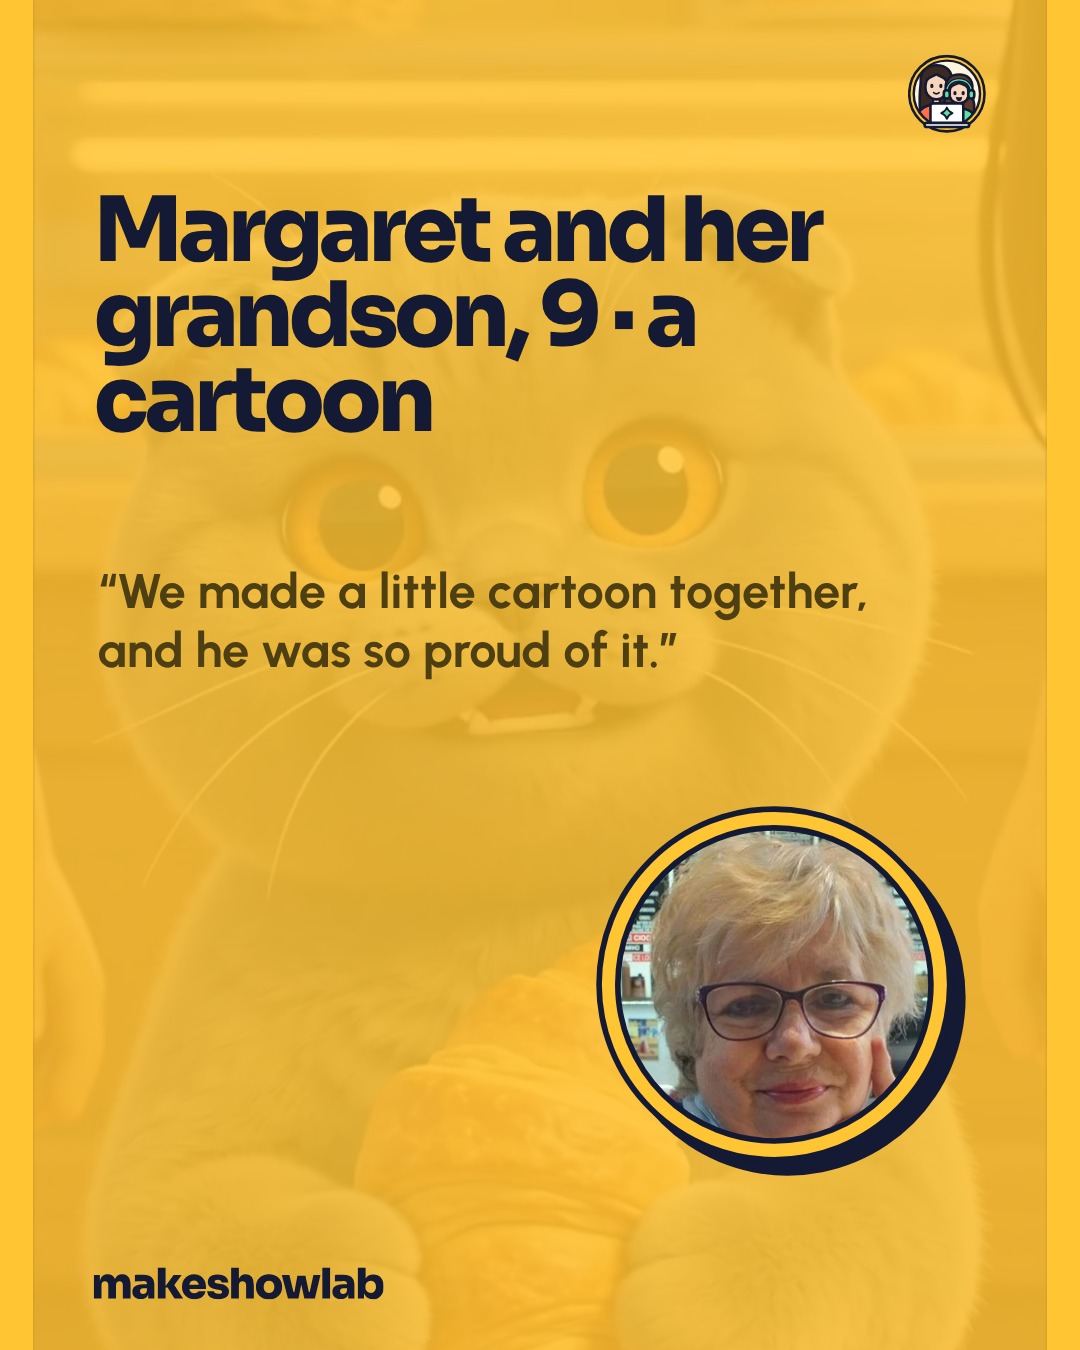 Margaret and her
grandson, 9 · a
cartoon
“We made a little cartoon together,
and he was so proud of it.”
makeshowlab